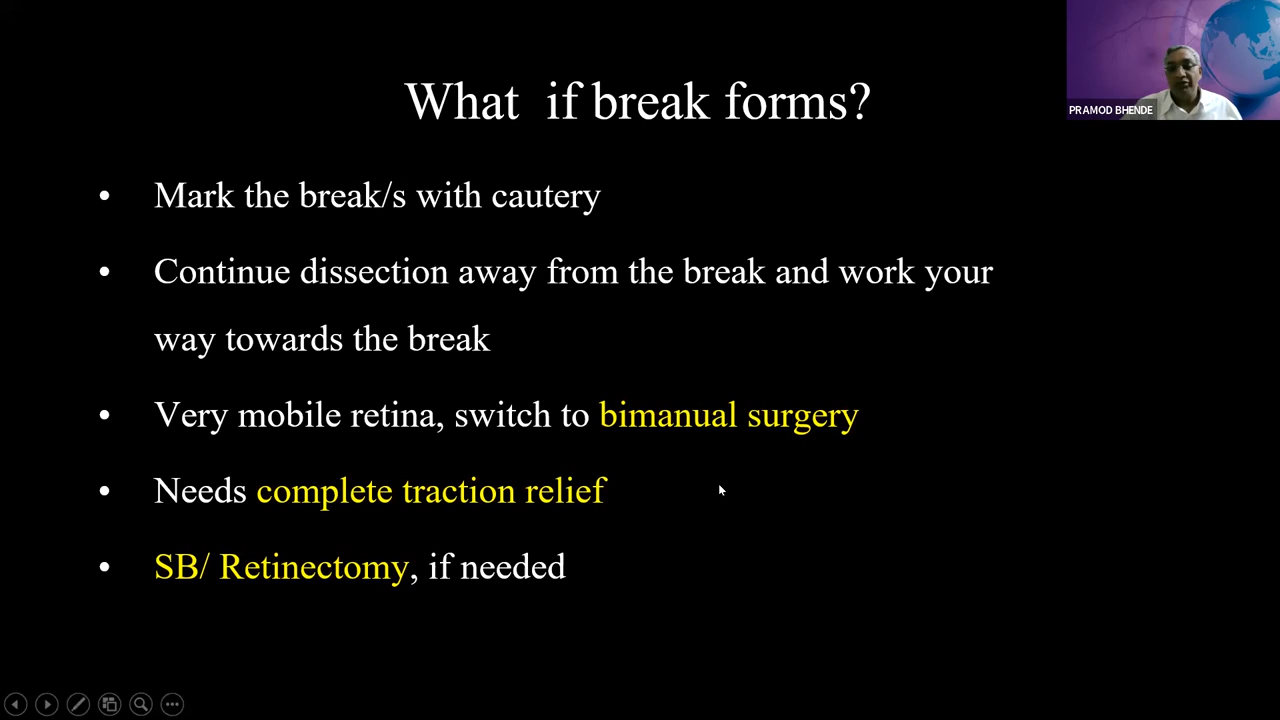 What if break forms?
PRAMOD BHENDE
• Mark the break/s with cautery
• Continue dissection away from the break and work your
way towards the break
• Very mobile retina, switch to bimanual surgery
• Needs complete traction relief
• SB/ Retinectomy, if needed